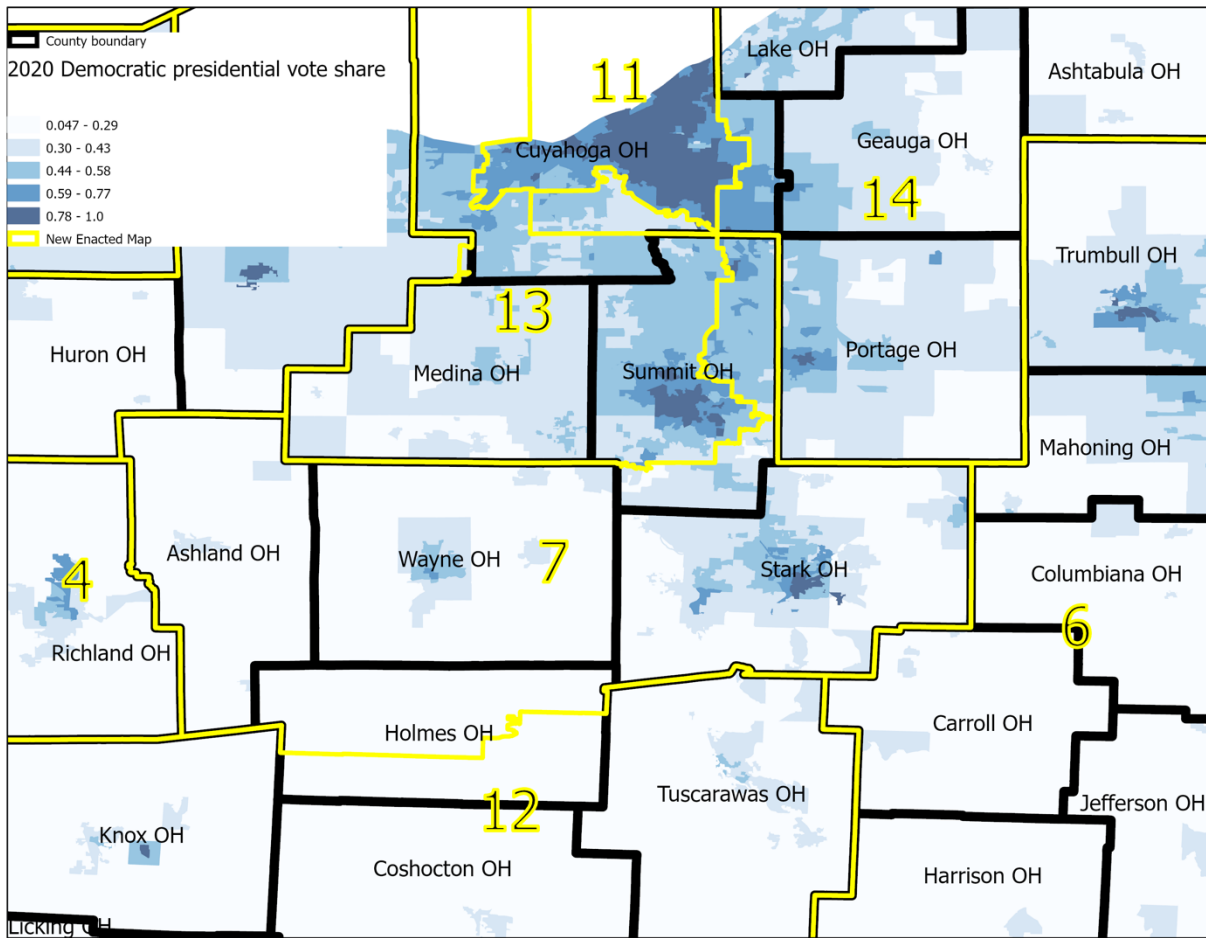 County boundary
2020 Democratic presidential vote share
0.047 - 0.29
0.30 - 0.43
0.44 - 0.58
0.59 - 0.77
0.78 - 1.0
New Enacted Map
11
Lake OH
Ashtabula OH
Cuyahoga OH
Geauga OH
14
Trumbull OH
13
Huron OH
Medina OH
Summit OH
Portage OH
Mahoning OH
Ashland OH
Wayne OH
7
Stark OH
Columbiana OH
4
6
Richland OH
Holmes OH
Carroll OH
12
Tuscarawas OH
Jefferson OH
Knox OH
Coshocton OH
Harrison OH
Licking OH